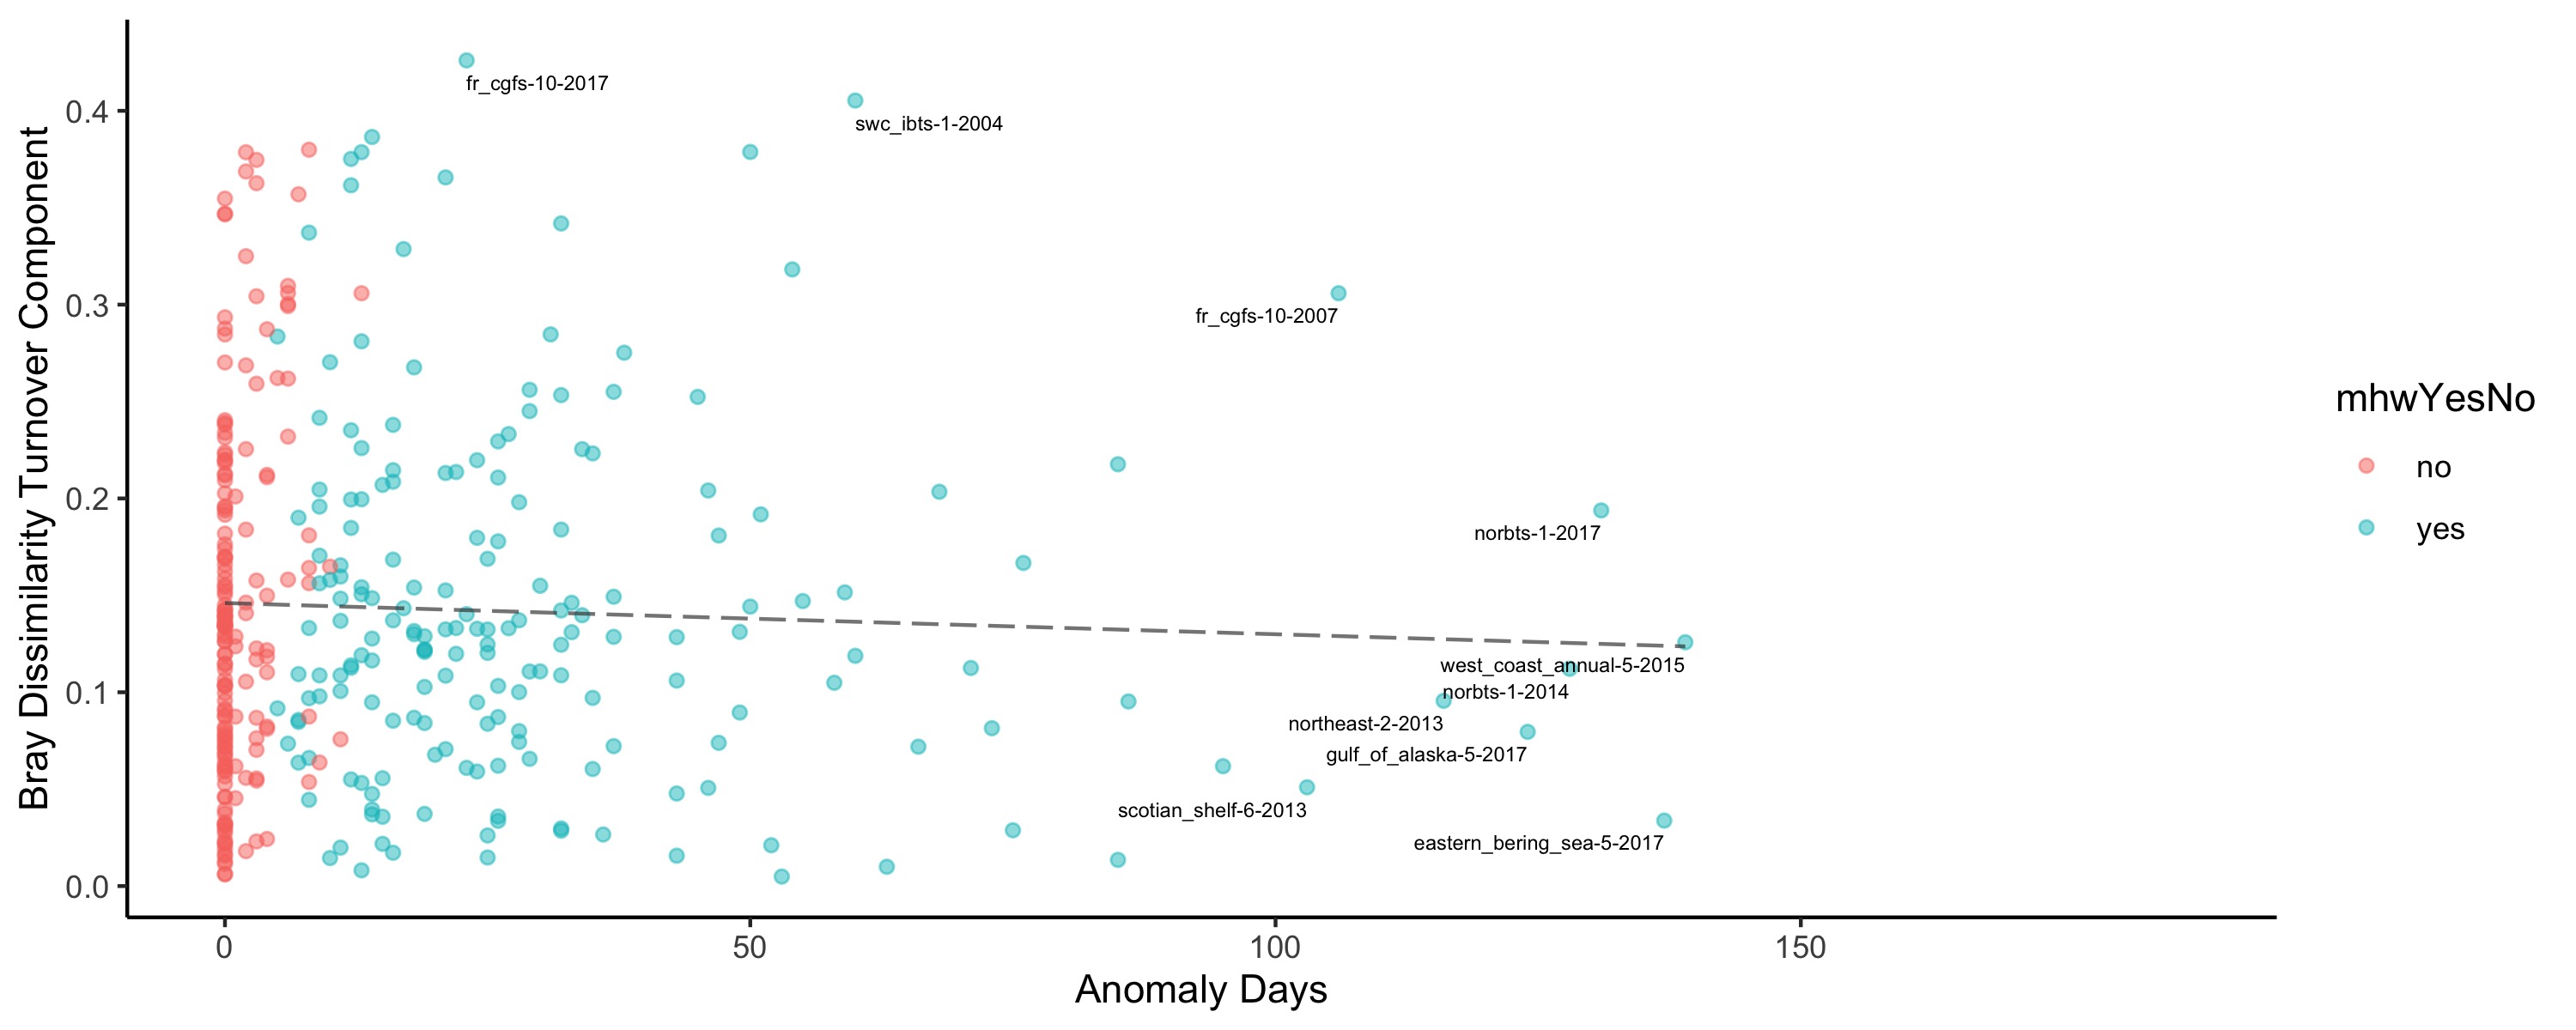 fr_cgfs-10-2017
0.4
swc_ibts-1-2004
0.3
fr_cgfs-10-2007
mhwYesNo
no
yes
0.2
norbts-1-2017
west_coast_annual-5-2015
0.1
norbts-1-2014
northeast-2-2013
gulf_of_alaska-5-2017
scotian_shelf-6-2013
eastern_bering_sea-5-2017
0.0
Bray Dissimilarity Turnover Component
0
50
100
150
Anomaly Days